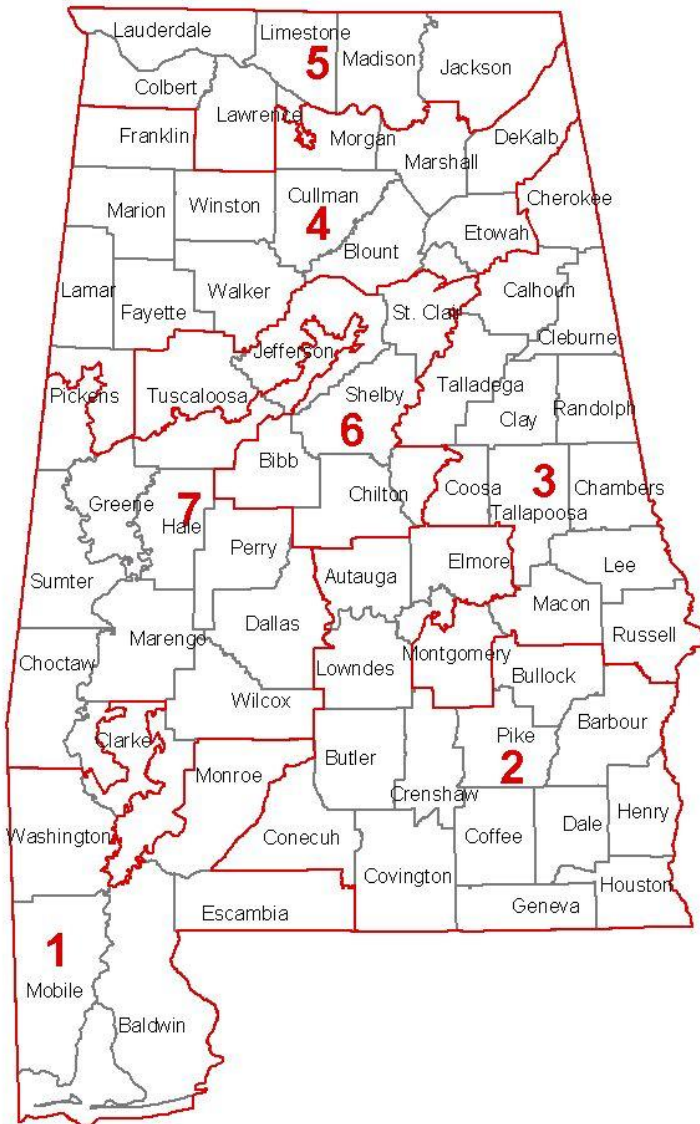 Lauderdale
Limestone
5
Madison
Jackson
Colbert
Lawrence
Franklin
Morgan
DeKalb
Marshall
Cherokee
Marion
Winston
Cullman
4
Etowah
Blount
Lamar
Walker
Calhoun
Fayette
St. Clair
Cleburne
Jefferson
Pickens
Tuscaloosa
Shelby
Talladega
Randolph
Clay
6
Bibb
Chilton
Coosa
3
Chambers
Tallapoosa
Greene
7
Hale
Perry
Elmore
Lee
Autauga
Sumter
Macon
Dallas
Marengo
Russell
Choctaw
Lowndes
Montgomery
Bullock
Wilcox
Clarke
Pike
Barbour
2
Monroe
Butler
Crenshaw
Henry
Washington
Conecuh
Coffee
Dale
Covington
Houston
Escambia
Geneva
1
Mobile
Baldwin